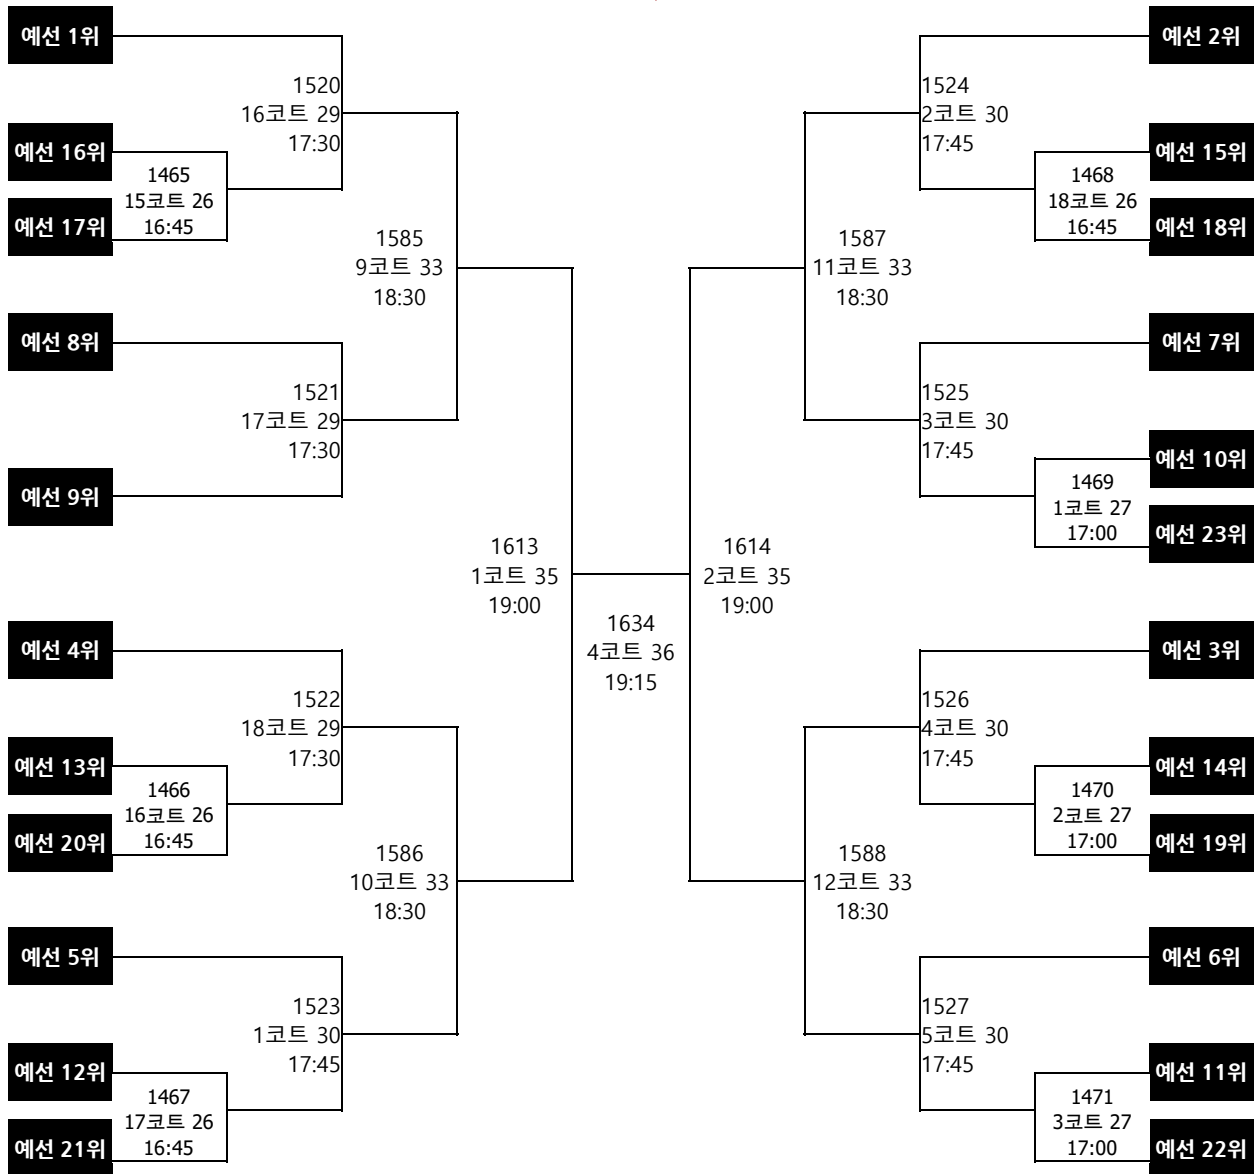 예선 1위
1520
16코트 29
17:30
예선 16위
1465
15코트 26
16:45
예선 17위
1585
9코트 33
18:30
예선 8위
1521
17코트 29
17:30
예선 9위
1613
1코트 35
19:00
예선 4위
1522
18코트 29
17:30
예선 13위
1466
16코트 26
16:45
예선 20위
1586
10코트 33
18:30
예선 5위
1523
1코트 30
17:45
예선 12위
1467
17코트 26
16:45
예선 21위
1634
4코트 36
19:15
예선 2위
1524
2코트 30
17:45
예선 15위
1468
18코트 26
16:45
예선 18위
1587
11코트 33
18:30
예선 7위
1525
3코트 30
17:45
예선 10위
1469
1코트 27
17:00
예선 23위
1614
2코트 35
19:00
예선 3위
1526
4코트 30
17:45
예선 14위
1470
2코트 27
17:00
예선 19위
1588
12코트 33
18:30
예선 6위
1527
5코트 30
17:45
예선 11위
1471
3코트 27
17:00
예선 22위